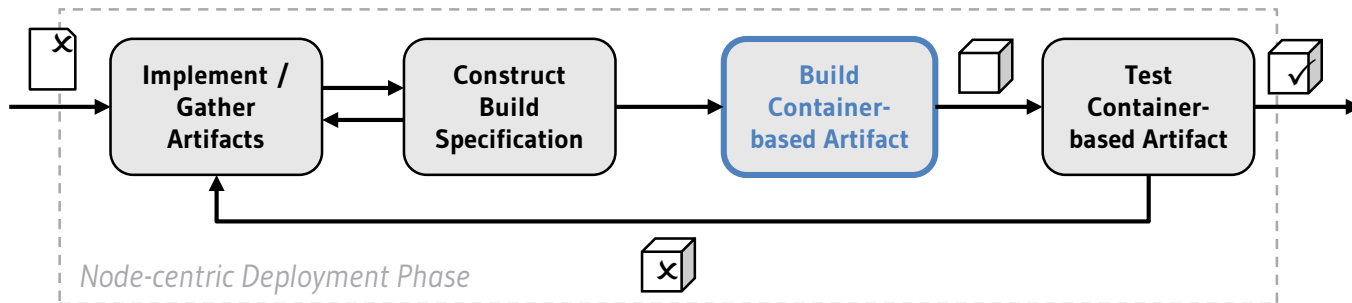 Implement /
Gather
Artifacts
Construct
Build
Specification
Build
Container-
based Artifact
Test
Container-
based Artifact
Node-centric Deployment Phase